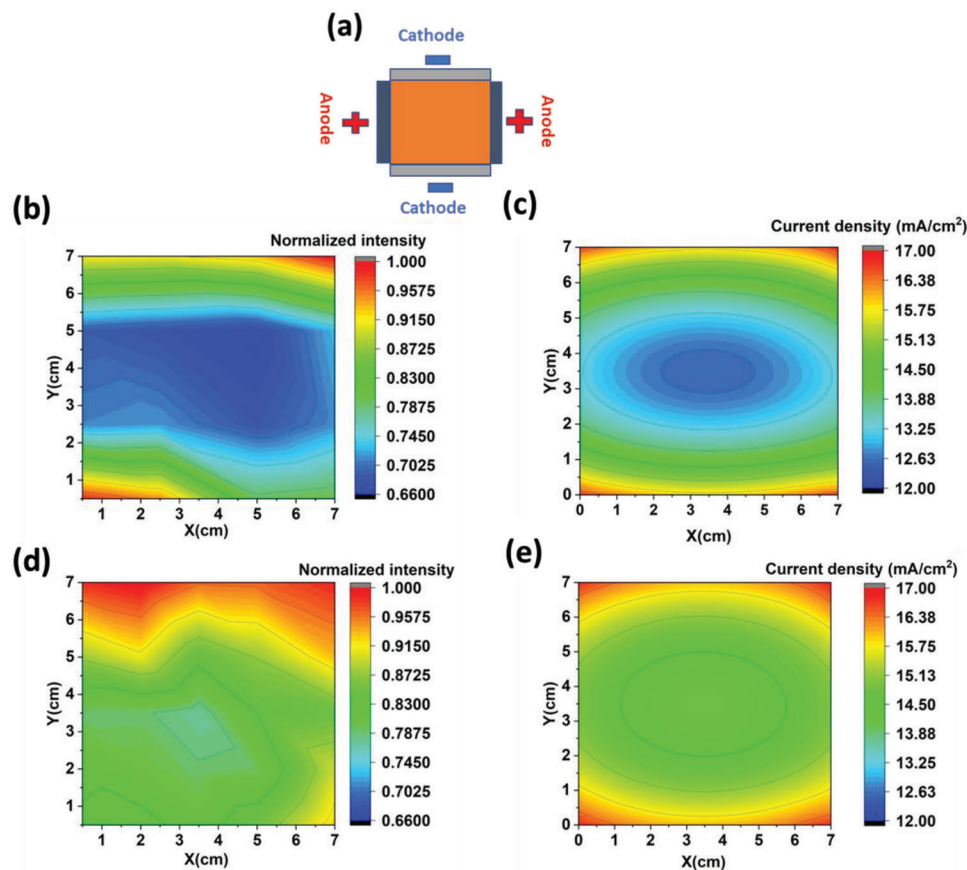 (a)
Cathode
Anode
Anode
Cathode
(b)
Normalized intensity
7
6
5
4
3
2
1
Y(cm)
1 2 3 4 5 6 7
X(cm)
1.000
0.9575
0.9150
0.8725
0.8300
0.7875
0.7450
0.7025
0.6600
(c)
Current density (mA/cm²)
7
6
5
4
3
2
1
0
Y(cm)
0 1 2 3 4 5 6 7
X(cm)
17.00
16.38
15.75
15.13
14.50
13.88
13.25
12.63
12.00
(d)
Normalized intensity
7
6
5
4
3
2
1
Y(cm)
1 2 3 4 5 6 7
X(cm)
1.000
0.9575
0.9150
0.8725
0.8300
0.7875
0.7450
0.7025
0.6600
(e)
Current density (mA/cm²)
7
6
5
4
3
2
1
0
Y(cm)
0 1 2 3 4 5 6 7
X(cm)
17.00
16.38
15.75
15.13
14.50
13.88
13.25
12.63
12.00